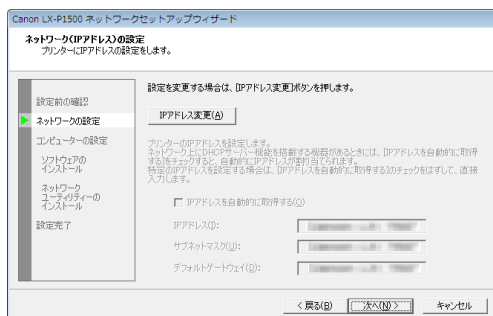 Canon LX-P1500 ネットワークセットアップウィザード
ネットワーク(IPアドレス)の設定
プリンターにIPアドレスの設定をします。
設定前の確認
ネットワークの設定
コンピューターの設定
ソフトウェアの
インストール
ネットワーク
ユーティリティーの
インストール
設定完了
設定を変更する場合は、[IPアドレス変更]ボタンを押します。
IPアドレス変更(A)
プリンターのIPアドレスを設定します。
ネットワーク上にDHCPサーバー機能を搭載する機器があるときには、[IPアドレスを自動的に取得
する]をチェックすると、自動的にIPアドレスが割り当てられます。
特定のIPアドレスを設定する場合は、[IPアドレスを自動的に取得する]のチェックをはずして、直接
入力します。
IPアドレスを自動的に取得する(O)
IPアドレス(I):
サブネットマスク(U):
デフォルトゲートウェイ(D):
< 戻る(B)
次へ(N) >
キャンセル